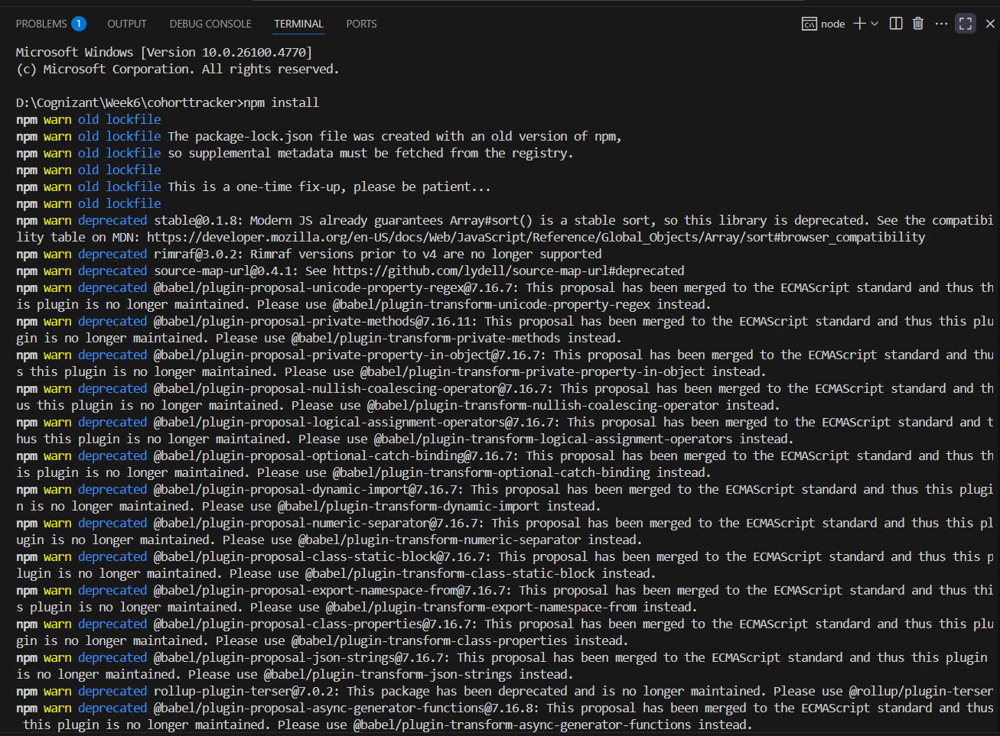 PROBLEMS 1 OUTPUT DEBUG CONSOLE TERMINAL PORTS node
Microsoft Windows [Version 10.0.26100.4770]
(c) Microsoft Corporation. All rights reserved.
D:\Cognizant\Week6\cohorttracker>npm install
npm warn old lockfile
npm warn old lockfile The package-lock.json file was created with an old version of npm,
npm warn old lockfile so supplemental metadata must be fetched from the registry.
npm warn old lockfile
npm warn old lockfile This is a one-time fix-up, please be patient...
npm warn old lockfile
npm warn deprecated stable@0.1.8: Modern JS already guarantees Array#sort() is a stable sort, so this library is deprecated. See the compatibi
lity table on MDN: https://developer.mozilla.org/en-US/docs/Web/JavaScript/Reference/Global_Objects/Array/sort#browser_compatibility
npm warn deprecated rimraf@3.0.2: Rimraf versions prior to v4 are no longer supported
npm warn deprecated source-map-url@0.4.1: See https://github.com/lydell/source-map-url#deprecated
npm warn deprecated @babel/plugin-proposal-unicode-property-regex@7.16.7: This proposal has been merged to the ECMAScript standard and thus th
is plugin is no longer maintained. Please use @babel/plugin-transform-unicode-property-regex instead.
npm warn deprecated @babel/plugin-proposal-private-methods@7.16.11: This proposal has been merged to the ECMAScript standard and thus this plu
gin is no longer maintained. Please use @babel/plugin-transform-private-methods instead.
npm warn deprecated @babel/plugin-proposal-private-property-in-object@7.16.7: This proposal has been merged to the ECMAScript standard and thu
s this plugin is no longer maintained. Please use @babel/plugin-transform-private-property-in-object instead.
npm warn deprecated @babel/plugin-proposal-nullish-coalescing-operator@7.16.7: This proposal has been merged to the ECMAScript standard and th
us this plugin is no longer maintained. Please use @babel/plugin-transform-nullish-coalescing-operator instead.
npm warn deprecated @babel/plugin-proposal-logical-assignment-operators@7.16.7: This proposal has been merged to the ECMAScript standard and t
hus this plugin is no longer maintained. Please use @babel/plugin-transform-logical-assignment-operators instead.
npm warn deprecated @babel/plugin-proposal-optional-catch-binding@7.16.7: This proposal has been merged to the ECMAScript standard and thus th
is plugin is no longer maintained. Please use @babel/plugin-transform-optional-catch-binding instead.
npm warn deprecated @babel/plugin-proposal-dynamic-import@7.16.7: This proposal has been merged to the ECMAScript standard and thus this plugi
n is no longer maintained. Please use @babel/plugin-transform-dynamic-import instead.
npm warn deprecated @babel/plugin-proposal-numeric-separator@7.16.7: This proposal has been merged to the ECMAScript standard and thus this pl
ugin is no longer maintained. Please use @babel/plugin-transform-numeric-separator instead.
npm warn deprecated @babel/plugin-proposal-class-static-block@7.16.7: This proposal has been merged to the ECMAScript standard and thus this p
lugin is no longer maintained. Please use @babel/plugin-transform-class-static-block instead.
npm warn deprecated @babel/plugin-proposal-export-namespace-from@7.16.7: This proposal has been merged to the ECMAScript standard and thus thi
s plugin is no longer maintained. Please use @babel/plugin-transform-export-namespace-from instead.
npm warn deprecated @babel/plugin-proposal-class-properties@7.16.7: This proposal has been merged to the ECMAScript standard and thus this plu
gin is no longer maintained. Please use @babel/plugin-transform-class-properties instead.
npm warn deprecated @babel/plugin-proposal-json-strings@7.16.7: This proposal has been merged to the ECMAScript standard and thus this plugin
is no longer maintained. Please use @babel/plugin-transform-json-strings instead.
npm warn deprecated rollup-plugin-terser@7.0.2: This package has been deprecated and is no longer maintained. Please use @rollup/plugin-terser
npm warn deprecated @babel/plugin-proposal-async-generator-functions@7.16.8: This proposal has been merged to the ECMAScript standard and thus
this plugin is no longer maintained. Please use @babel/plugin-transform-async-generator-functions instead.